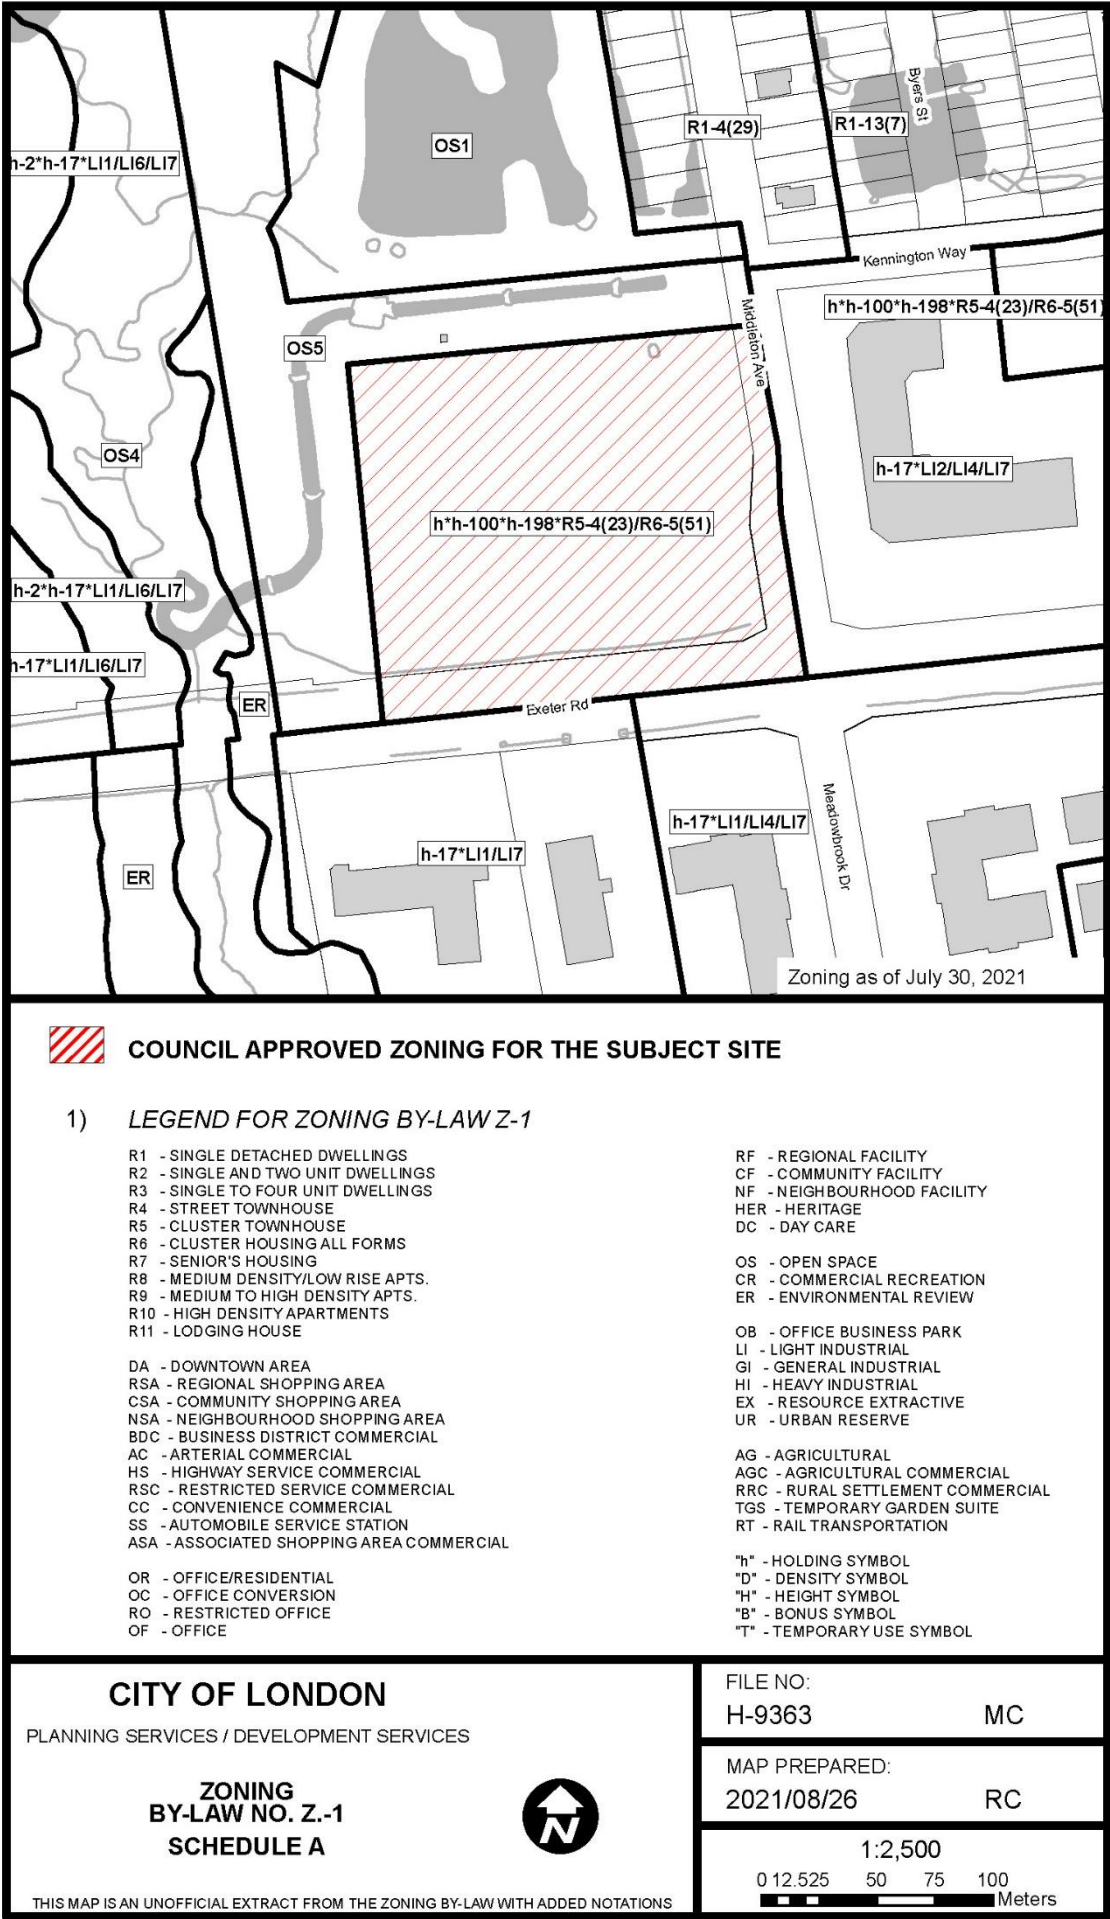 OS1
R1-4(29)
R1-13(7)
Byers St
h-2*h-17*LI1/LI6/LI7
Kennington Way
h*h-100*h-198*R5-4(23)/R6-5(51)
Middleton Ave
OS5
OS4
h-17*LI2/LI4/LI7
h*h-100*h-198*R5-4(23)/R6-5(51)
h-2*h-17*LI1/LI6/LI7
h-17*LI1/LI6/LI7
ER
Exeter Rd
h-17*LI1/LI4/LI7
Meadowbrook Dr
h-17*LI1/LI7
ER
Zoning as of July 30, 2021
COUNCIL APPROVED ZONING FOR THE SUBJECT SITE
1) LEGEND FOR ZONING BY-LAW Z-1
R1 - SINGLE DETACHED DWELLINGS
R2 - SINGLE AND TWO UNIT DWELLINGS
R3 - SINGLE TO FOUR UNIT DWELLINGS
R4 - STREET TOWNHOUSE
R5 - CLUSTER TOWNHOUSE
R6 - CLUSTER HOUSING ALL FORMS
R7 - SENIOR'S HOUSING
R8 - MEDIUM DENSITY/LOW RISE APTS.
R9 - MEDIUM TO HIGH DENSITY APTS.
R10 - HIGH DENSITY APARTMENTS
R11 - LODGING HOUSE
DA - DOWNTOWN AREA
RSA - REGIONAL SHOPPING AREA
CSA - COMMUNITY SHOPPING AREA
NSA - NEIGHBOURHOOD SHOPPING AREA
BDC - BUSINESS DISTRICT COMMERCIAL
AC - ARTERIAL COMMERCIAL
HS - HIGHWAY SERVICE COMMERCIAL
RSC - RESTRICTED SERVICE COMMERCIAL
CC - CONVENIENCE COMMERCIAL
SS - AUTOMOBILE SERVICE STATION
ASA - ASSOCIATED SHOPPING AREA COMMERCIAL
OR - OFFICE/RESIDENTIAL
OC - OFFICE CONVERSION
RO - RESTRICTED OFFICE
OF - OFFICE
RF - REGIONAL FACILITY
CF - COMMUNITY FACILITY
NF - NEIGHBOURHOOD FACILITY
HER - HERITAGE
DC - DAY CARE
OS - OPEN SPACE
CR - COMMERCIAL RECREATION
ER - ENVIRONMENTAL REVIEW
OB - OFFICE BUSINESS PARK
LI - LIGHT INDUSTRIAL
GI - GENERAL INDUSTRIAL
HI - HEAVY INDUSTRIAL
EX - RESOURCE EXTRACTIVE
UR - URBAN RESERVE
AG - AGRICULTURAL
AGC - AGRICULTURAL COMMERCIAL
RRC - RURAL SETTLEMENT COMMERCIAL
TGS - TEMPORARY GARDEN SUITE
RT - RAIL TRANSPORTATION
"h" - HOLDING SYMBOL
"D" - DENSITY SYMBOL
"H" - HEIGHT SYMBOL
"B" - BONUS SYMBOL
"T" - TEMPORARY USE SYMBOL
CITY OF LONDON
PLANNING SERVICES / DEVELOPMENT SERVICES
ZONING
BY-LAW NO. Z.-1
SCHEDULE A
N
THIS MAP IS AN UNOFFICIAL EXTRACT FROM THE ZONING BY-LAW WITH ADDED NOTATIONS
FILE NO:
H-9363 MC
MAP PREPARED:
2021/08/26 RC
1:2,500
0 12.525 50 75 100
Meters